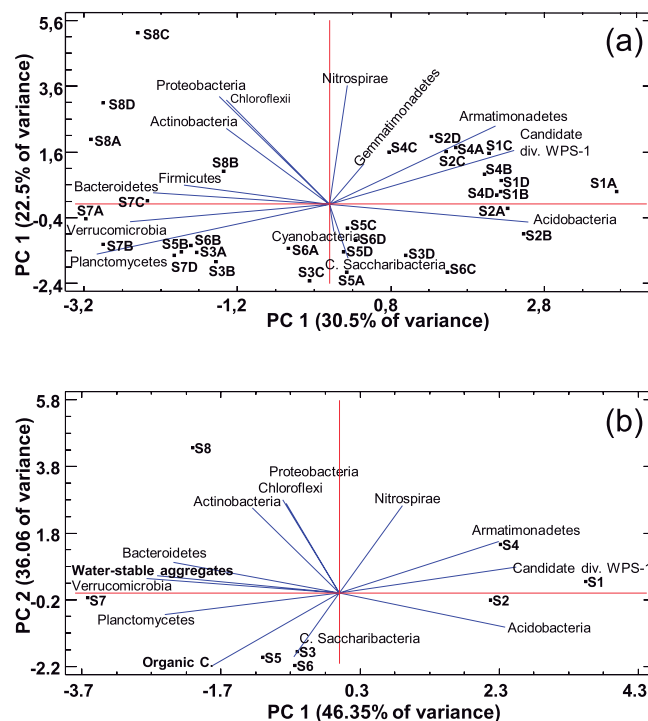 (a)
5,6
3,6
1,6
-0,4
-2,4
PC 1 (22.5% of variance)
-3,2
-1,2
0,8
2,8
PC 1 (30.5% of variance)
S8C
Proteobacteria
Chloroflexii
Nitrospirae
S8D
Actinobacteria
Gemmatimonadetes
Armatimonadetes
S8A
S4C
S2D
S4A
S1C
Candidate
div. WPS-1
S2C
S8B
S4B
Firmicutes
S1D
Bacteroidetes
S4D
S1B
S1A
S7C
S7A
S2A
Acidobacteria
Verrucomicrobia
S5C
S2B
Cyanobacteria
S7B
S5B
S6B
S6D
Planctomycetes
S3A
S6A
S5D
S3D
S7D
S3B
S3C
C. Saccharibacteria
S5A
S6C
(b)
5.8
3.8
1.8
-0.2
-2.2
PC 2 (36.06 of variance)
-3.7
-1.7
0.3
2.3
4.3
PC 1 (46.35% of variance)
S8
Proteobacteria
Chloroflexi
Actinobacteria
Nitrospirae
Armatimonadetes
S4
Bacteroidetes
Water-stable aggregates
Candidate div. WPS-1
Verrucomicrobia
S1
S7
S2
Planctomycetes
Acidobacteria
C. Saccharibacteria
Organic C.
S5
S3
S6